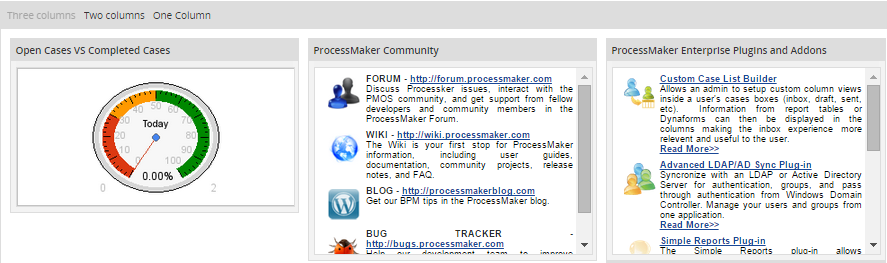 Three columns Two columns One Column
Open Cases VS Completed Cases
Today
0 10 20 30 40 50 60 70 80 90 100
0.00%
0 2
ProcessMaker Community
FORUM - http://forum.processmaker.com
Discuss Processker issues, interact with the
PMOS community, and get support from fellow
developers and community members in the
ProcessMaker Forum.
WIKI - http://wiki.processmaker.com
The Wiki is your first stop for ProcessMaker
information, including user guides,
documentation, community projects, release
notes, and FAQ.
BLOG - http://processmakerblog.com
Get our BPM tips in the ProcessMaker blog.
BUG TRACKER -
http://bugs.processmaker.com
Help our development team to improve
ProcessMaker Enterprise Plugins and Addons
Custom Case List Builder
Allows an admin to setup custom column views
inside a user's cases boxes (inbox, draft, sent,
etc). Information from report tables or
Dynaforms can then be displayed in the
columns making the inbox experience more
relevant and useful to the user.
Read More>>
Advanced LDAP/AD Sync Plug-in
Syncronize with an LDAP or Active Directory
Server for authentication, groups, and pass
through authentication from Windows Domain
Controller. Manage your users and groups from
one application.
Read More>>
Simple Reports Plug-in
The Simple Reports plug-in allows